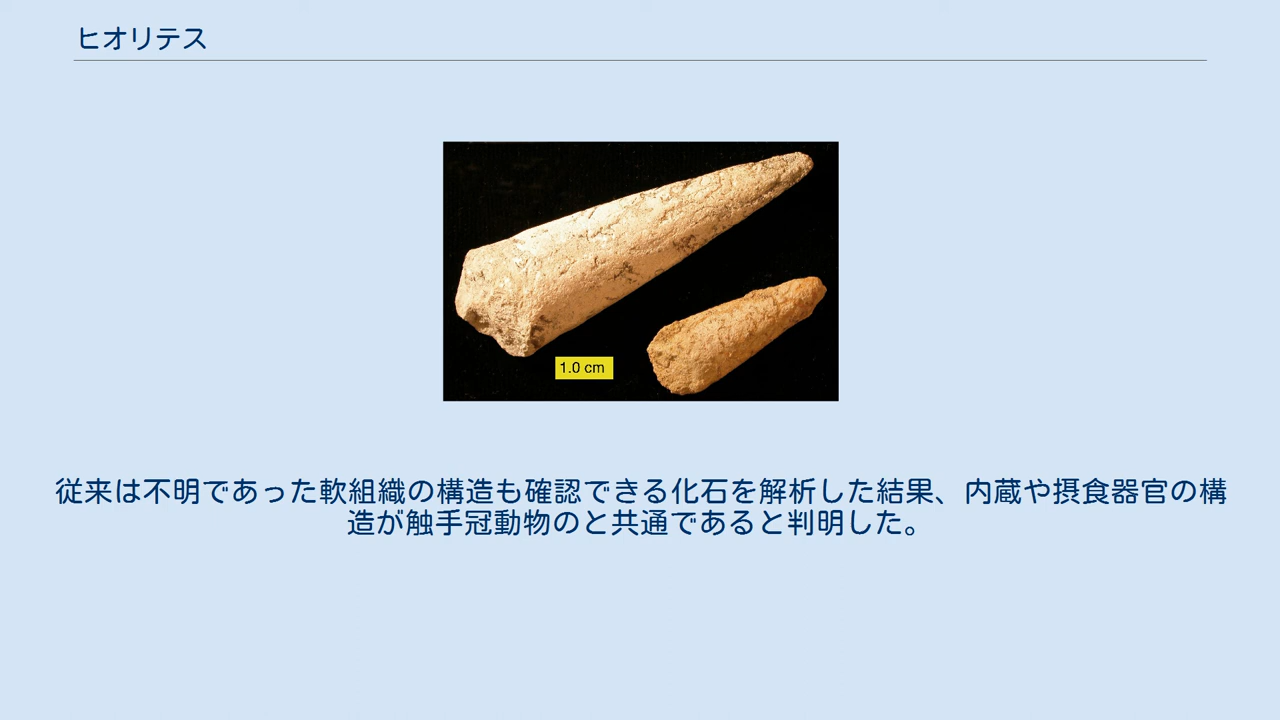 ヒオリテス
1.0 cm
従来は不明であった軟組織の構造も確認できる化石を解析した結果、内蔵や摂食器官の構
造が触手冠動物のと共通であると判明した。